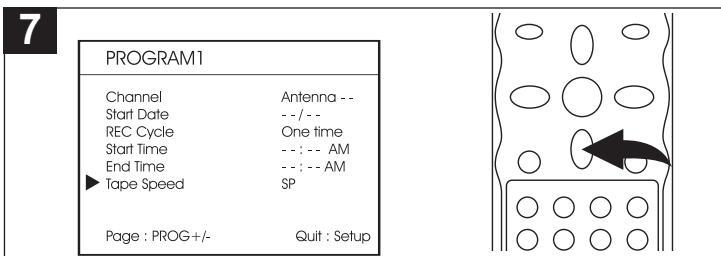 7
PROGRAM1
Channel Antenna - -
Start Date - - / - -
REC Cycle One time
Start Time - - : - - AM
End Time - - : - - AM
Tape Speed SP
Page : PROG+/- Quit : Setup